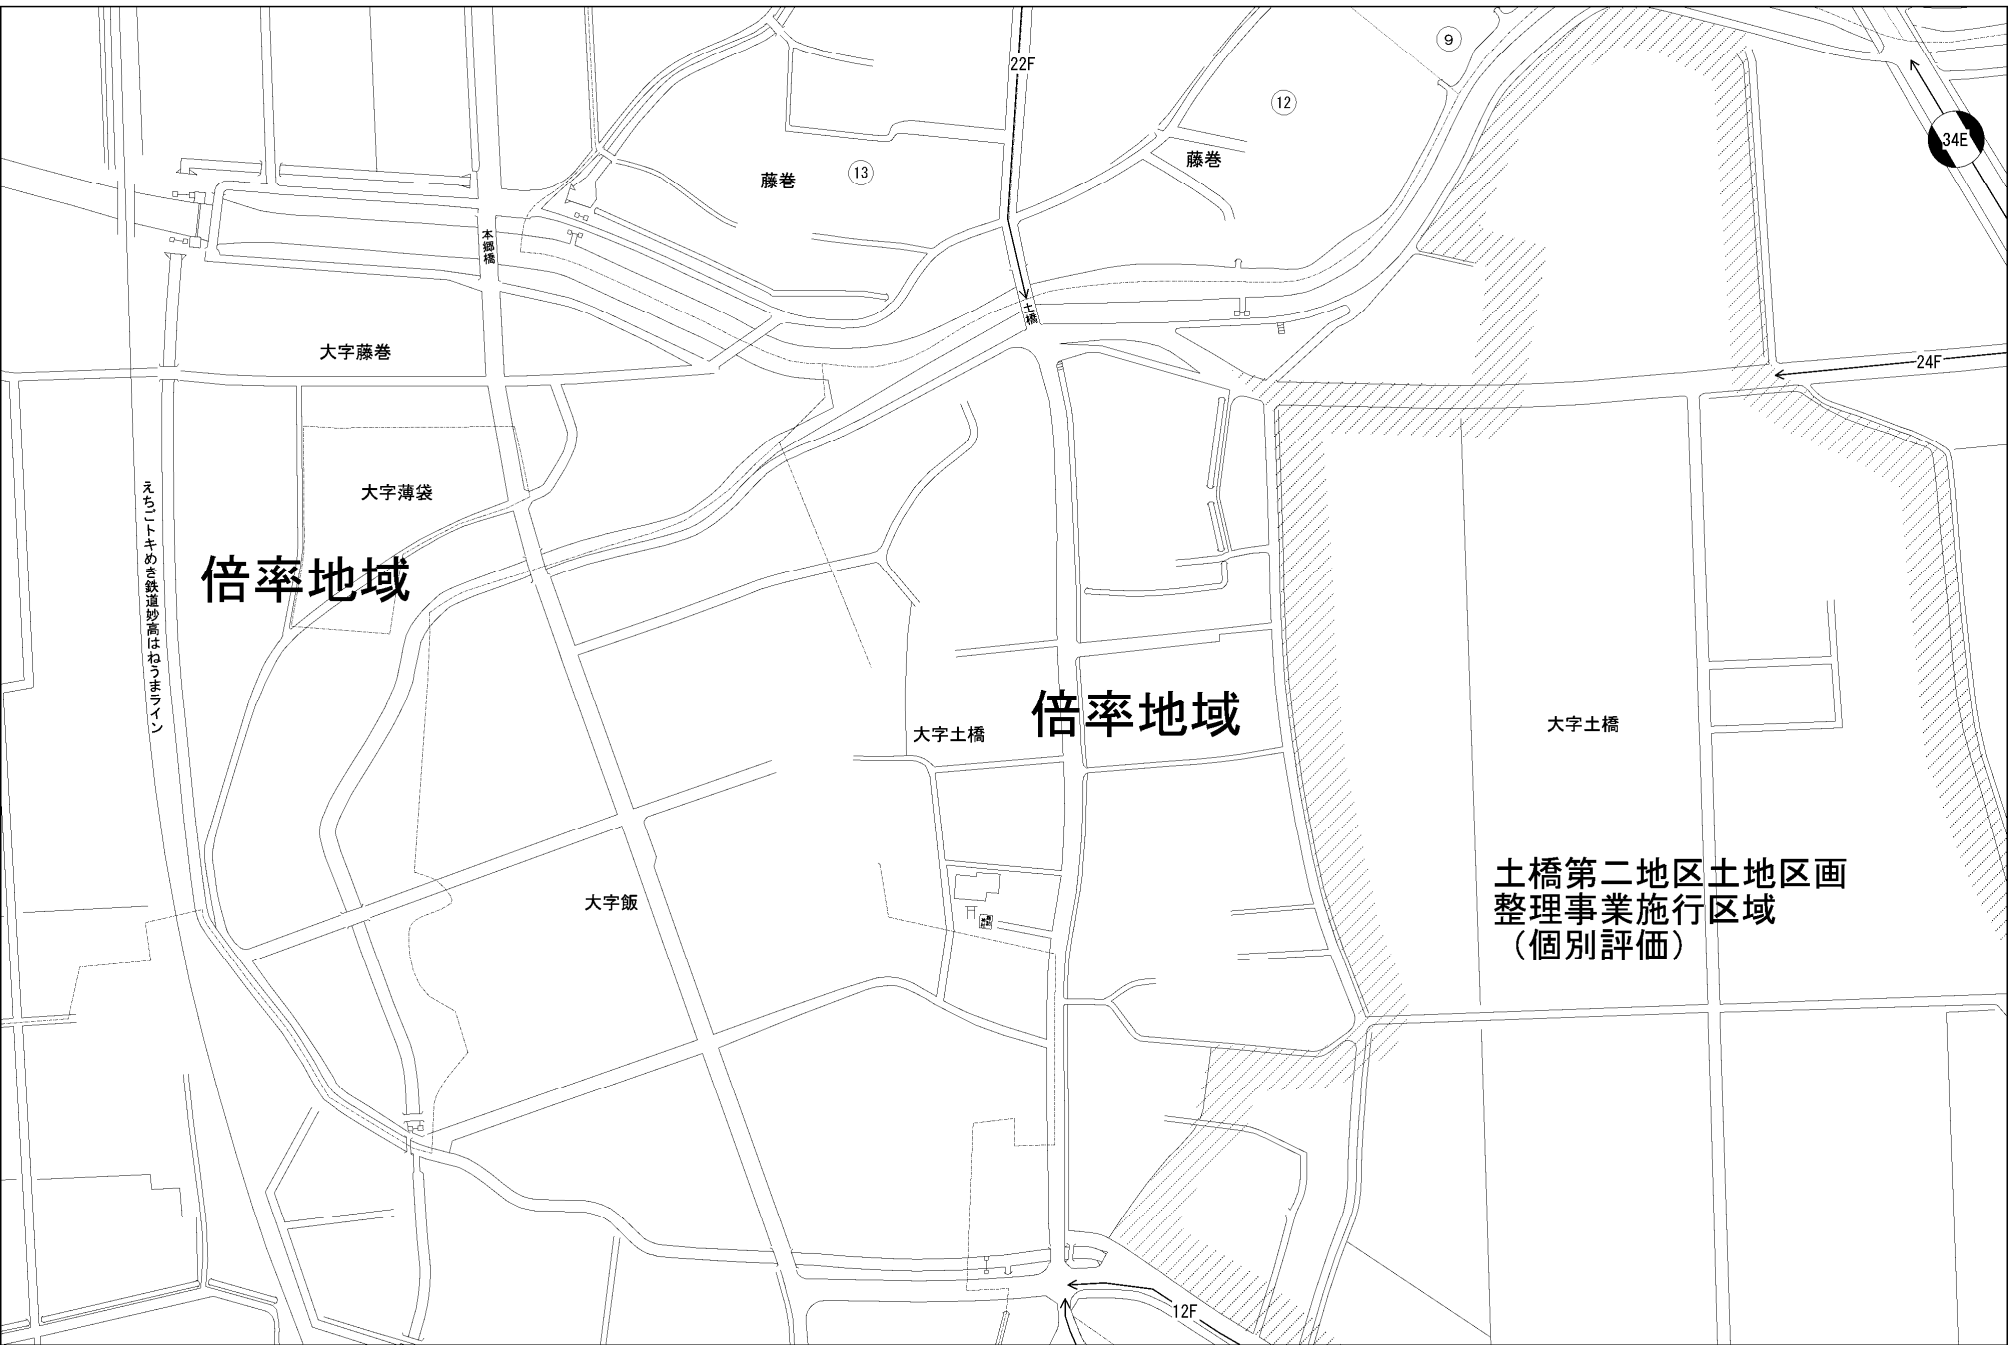 22F
9
12
34E
藤巻
13
藤巻
本郷橋
土橋
大字藤巻
24F
大字薄袋
えちごトキめき鉄道妙高はねうまライン
倍率地域
倍率地域
大字土橋
大字土橋
土橋第二地区土地区画
整理事業施行区域
（個別評価）
大字飯
12F